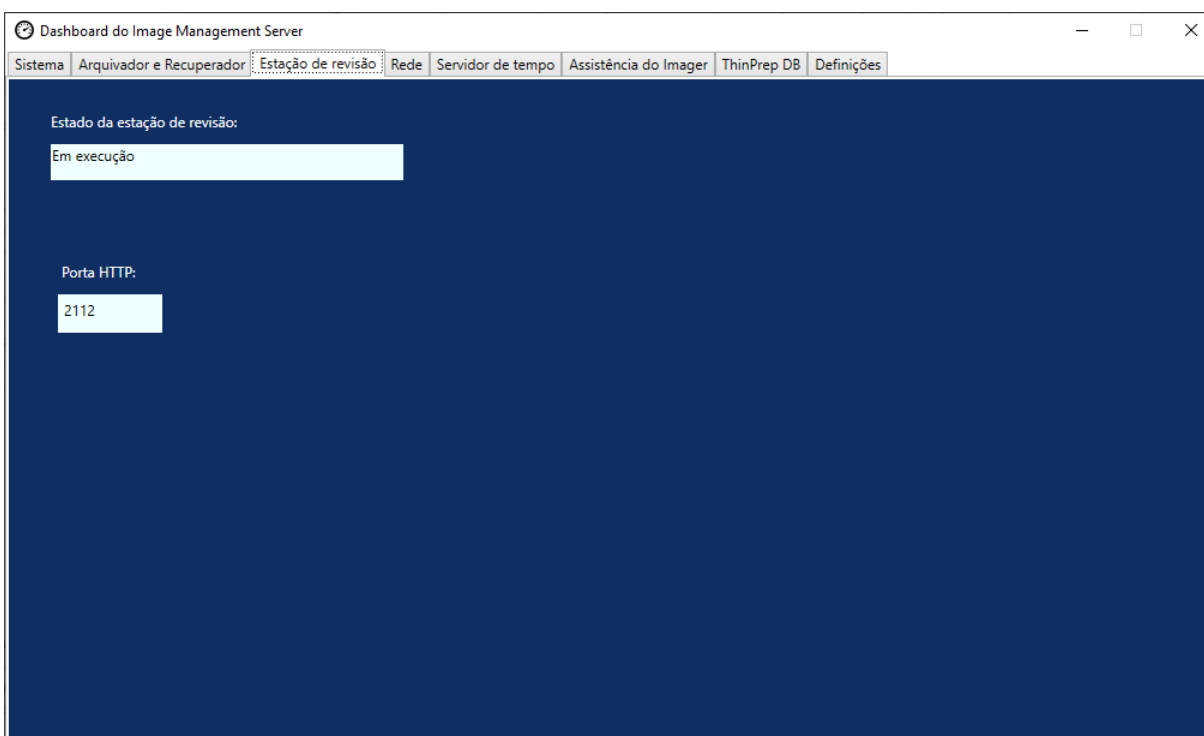 Dashboard do Image Management Server
Sistema Arquivador e Recuperador Estação de revisão Rede Servidor de tempo Assistência do Imager ThinPrep DB Definições
Estado da estação de revisão:
Em execução
Porta HTTP:
2112